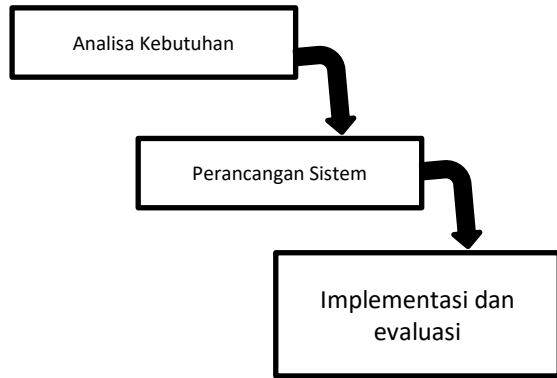 Analisa Kebutuhan
Perancangan Sistem
Implementasi dan
evaluasi